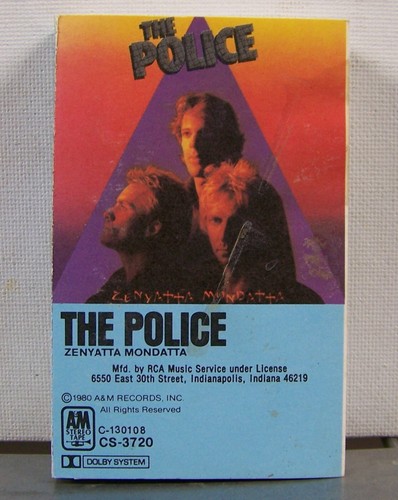 THE
POLICE
ZENYATTA MONDATTA
THE POLICE
ZENYATTA MONDATTA
Mfd. by RCA Music Service under License
6550 East 30th Street, Indianapolis, Indiana 46219
©1980 A&M RECORDS, INC.
All Rights Reserved
A&M
STEREO
TAPE
C-130108
CS-3720
DOLBY SYSTEM